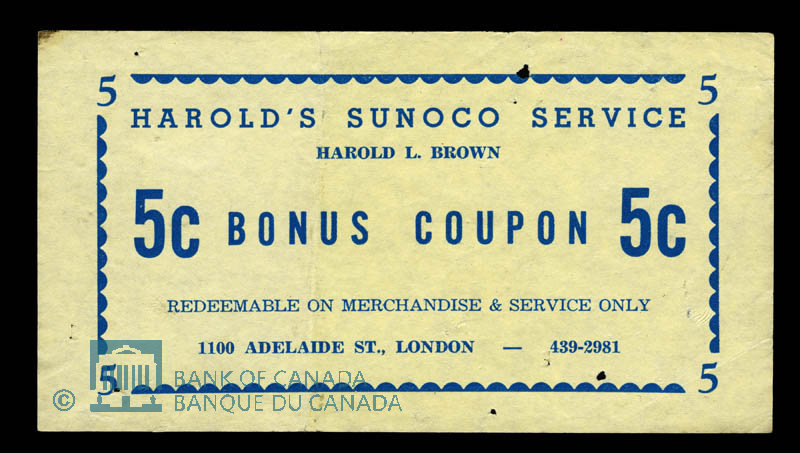 5 5
HAROLD'S SUNOCO SERVICE
HAROLD L. BROWN
5c BONUS COUPON 5c
REDEEMABLE ON MERCHANDISE & SERVICE ONLY
1100 ADELAIDE ST., LONDON — 439-2981
5 5
© BANK OF CANADA
BANQUE DU CANADA